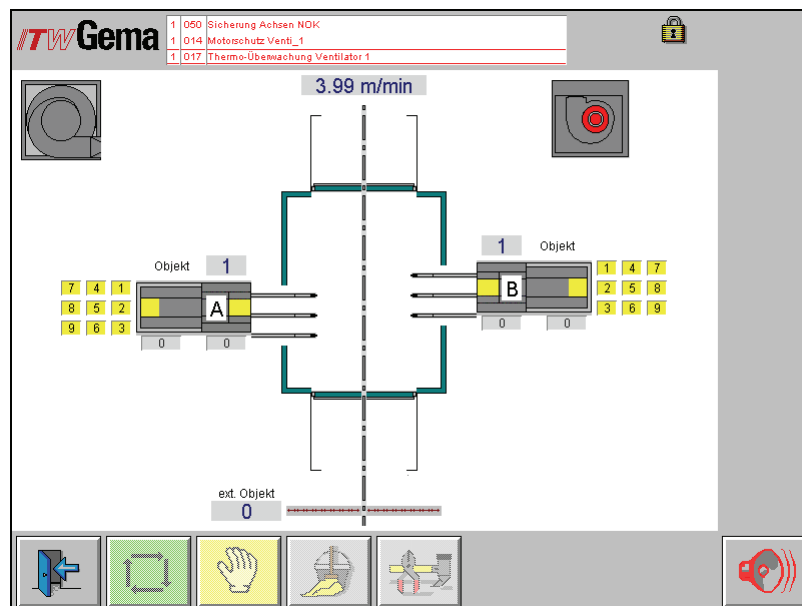 ITWGema
1 050 Sicherung Achsen NOK
1 014 Motorschutz Venti_1
1 017 Thermo-Überwachung Ventilator 1
3.99 m/min
Objekt 1
1 Objekt
7 4 1
8 5 2
9 6 3
A
0 0
B
1 4 7
2 5 8
3 6 9
0 0
ext. Objekt
0